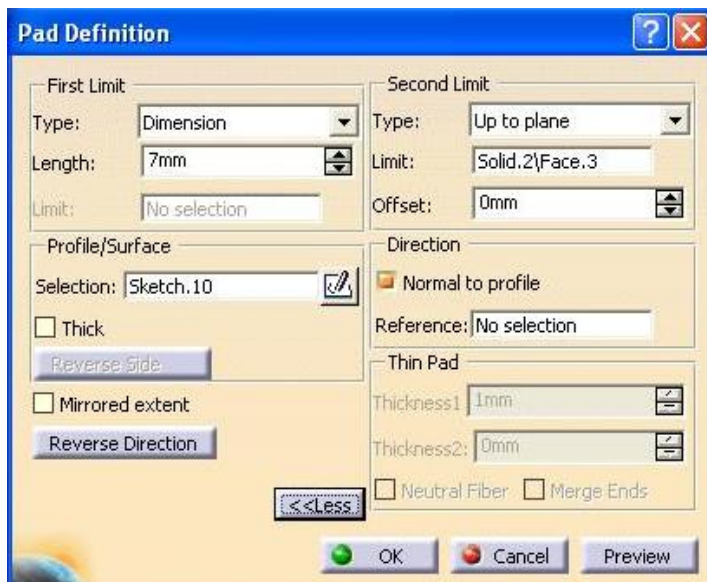 Pad Definition
First Limit
Type: Dimension
Length: 7mm
Limit: No selection
Profile/Surface
Selection: Sketch.10
Thick
Reverse Side
Mirrored extent
Reverse Direction
<<Less
Second Limit
Type: Up to plane
Limit: Solid.2\Face.3
Offset: 0mm
Direction
Normal to profile
Reference: No selection
Thin Pad
Thickness1 1mm
Thickness2: 0mm
Neutral Fiber Merge Ends
OK Cancel Preview